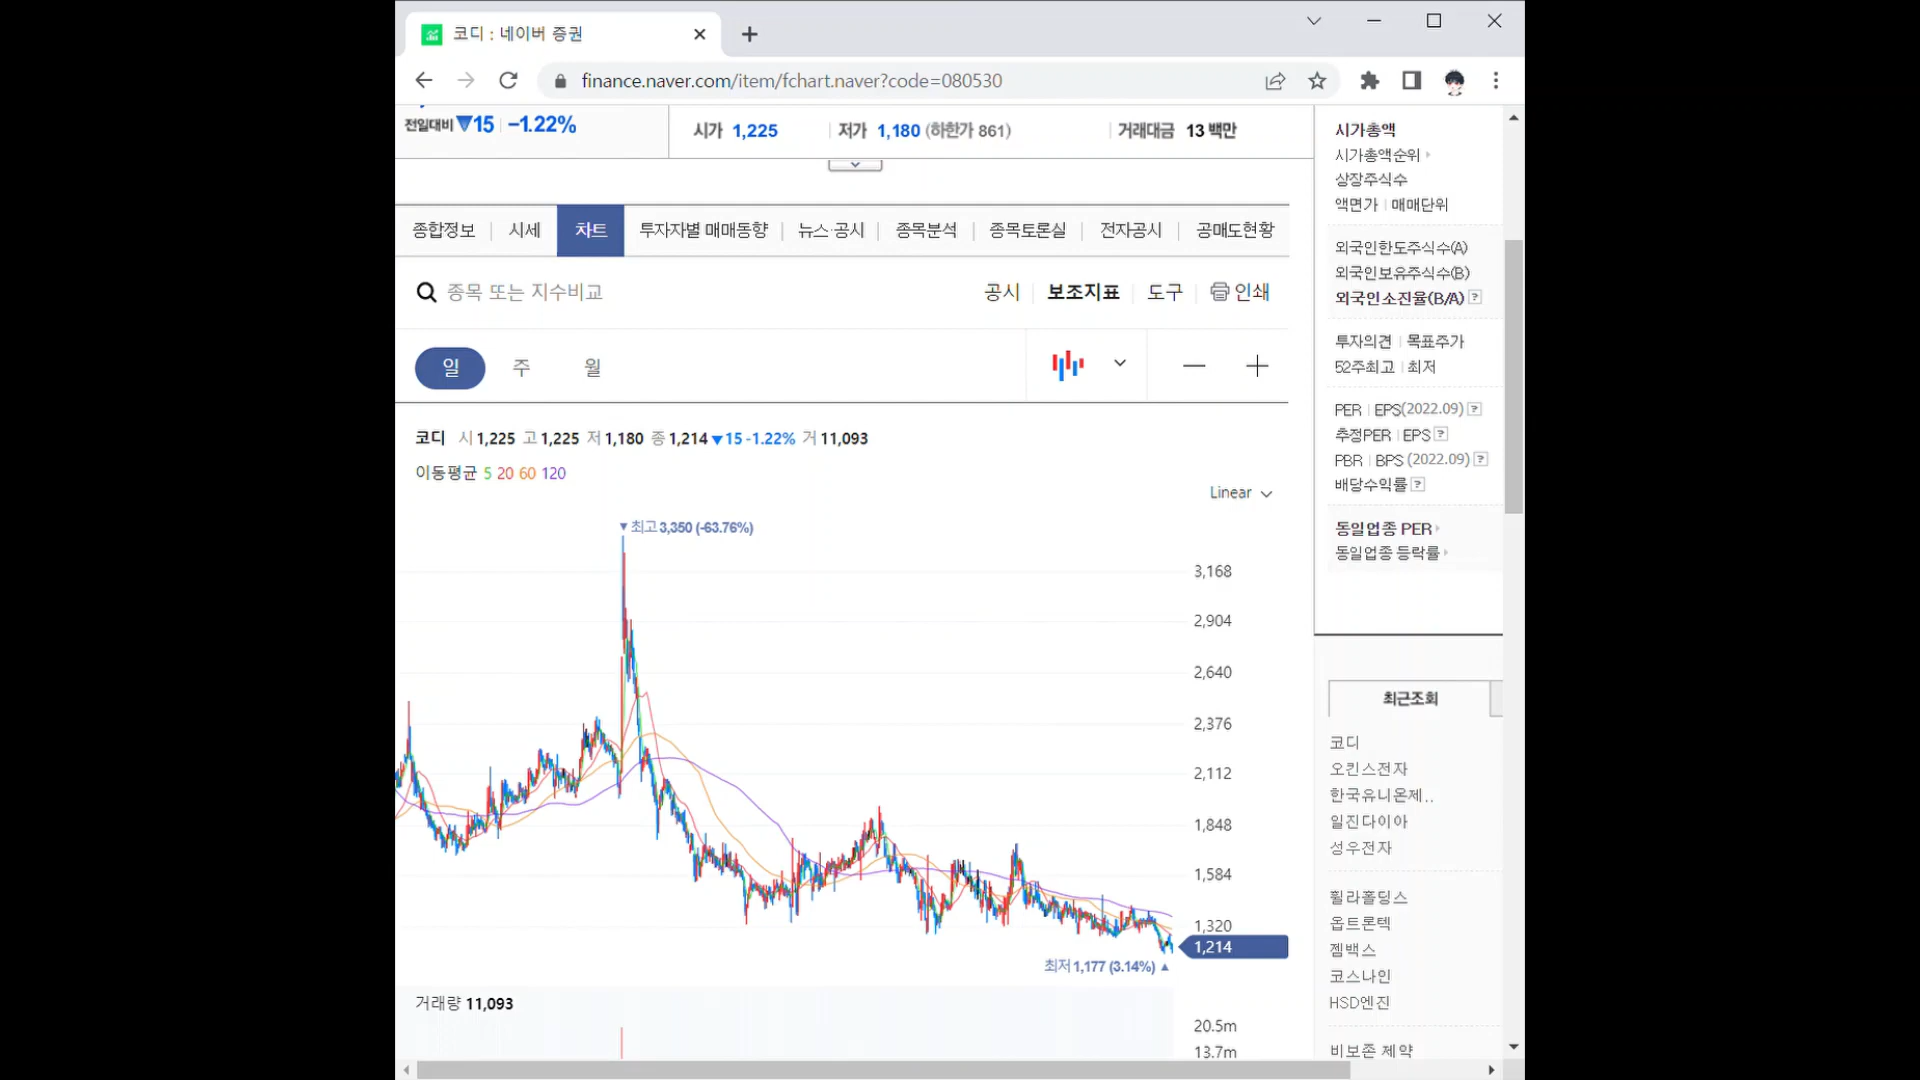 코디 : 네이버 증권
finance.naver.com/item/fchart.naver?code=080530
전일대비 ▼15 -1.22%
시가 1,225 저가 1,180 (하한가 861) 거래대금 13 백만
종합정보 시세 차트 투자자별 매매동향 뉴스·공시 종목분석 종목토론실 전자공시 공매도현황
종목 또는 지수비교 공시 보조지표 도구 인쇄
일 주 월
코디 시 1,225 고 1,225 저 1,180 종 1,214 ▼15 -1.22% 거 11,093
이동평균 5 20 60 120
Linear
▼최고 3,350 (-63.76%)
3,168
2,904
2,640
2,376
2,112
1,848
1,584
1,320
1,214
최저 1,177 (3.14%) ▲
거래량 11,093
20.5m
13.7m
시가총액
시가총액순위
상장주식수
액면가 | 매매단위
외국인한도주식수(A)
외국인보유주식수(B)
외국인소진율(B/A) ?
투자의견 | 목표주가
52주최고 | 최저
PER | EPS(2022.09) ?
추정PER | EPS ?
PBR | BPS (2022.09) ?
배당수익률 ?
동일업종 PER
동일업종 등락률
최근조회
코디
오킨스전자
한국유니온제..
일진다이아
성우전자
휠라홀딩스
옵트론텍
젬백스
코스나인
HSD엔진
비보존 제약